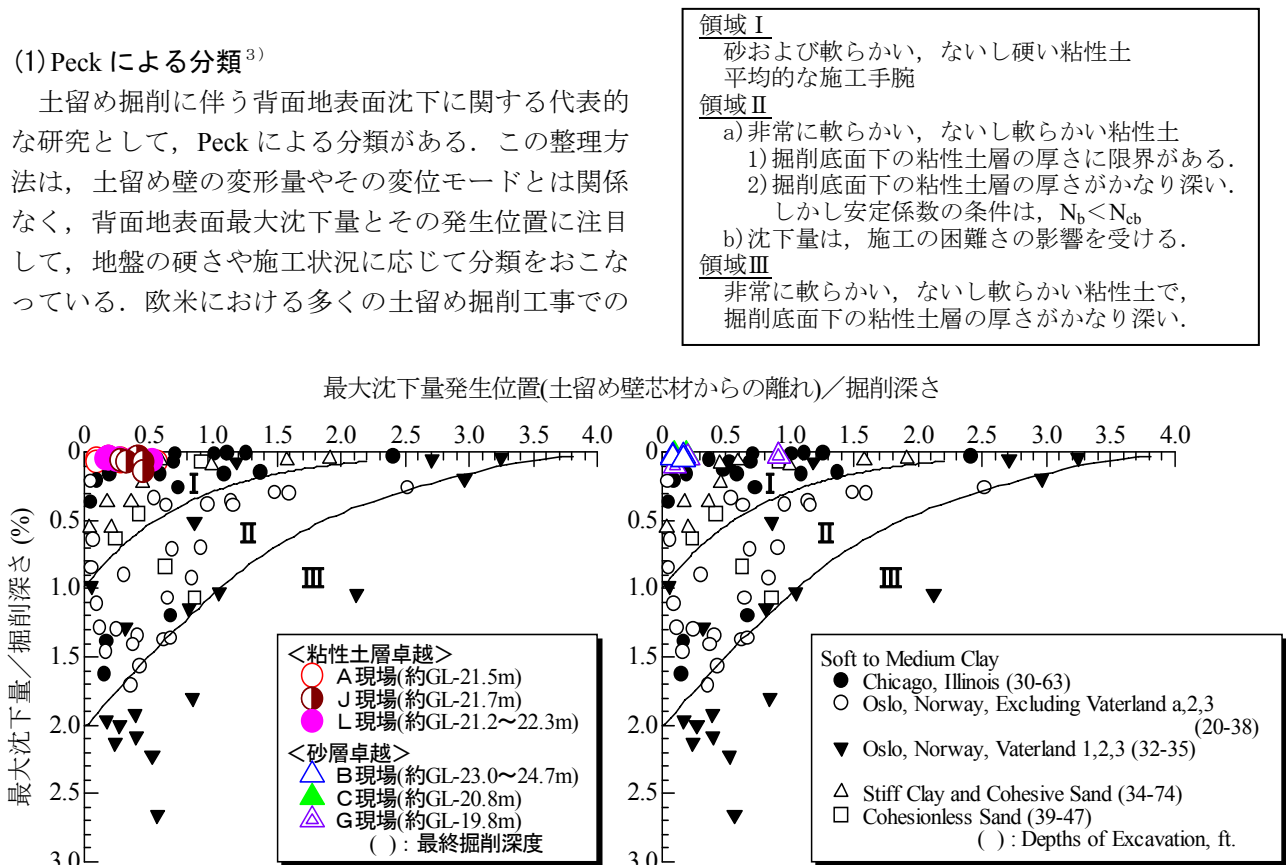 (1) Peck による分類3)
土留め掘削に伴う背面地表面沈下に関する代表的
な研究として，Peck による分類がある．この整理方
法は，土留め壁の変形量やその変位モードとは関係
なく，背面地表面最大沈下量とその発生位置に注目
して，地盤の硬さや施工状況に応じて分類をおこな
っている．欧米における多くの土留め掘削工事での
領域Ⅰ
砂および軟らかい，ないし硬い粘性土
平均的な施工手腕
領域Ⅱ
a)非常に軟らかい，ないし軟らかい粘性土
1)掘削底面下の粘性土層の厚さに限界がある．
2)掘削底面下の粘性土層の厚さがかなり深い．
しかし安定係数の条件は，Nb＜Ncb
b)沈下量は，施工の困難さの影響を受ける．
領域Ⅲ
非常に軟らかい，ないし軟らかい粘性土で，
掘削底面下の粘性土層の厚さがかなり深い．
最大沈下量発生位置(土留め壁芯材からの離れ)／掘削深さ
0 0.5 1.0 1.5 2.0 2.5 3.0 3.5 4.0
最大沈下量／掘削深さ (%)
0
0.5
1.0
1.5
2.0
2.5
3.0
Ⅰ
Ⅱ
Ⅲ
＜粘性土層卓越＞
Ａ現場(約GL-21.5m)
Ｊ現場(約GL-21.7m)
Ｌ現場(約GL-21.2～22.3m)
＜砂層卓越＞
Ｂ現場(約GL-23.0～24.7m)
Ｃ現場(約GL-20.8m)
Ｇ現場(約GL-19.8m)
( )：最終掘削深度
0 0.5 1.0 1.5 2.0 2.5 3.0 3.5 4.0
0
0.5
1.0
1.5
2.0
2.5
3.0
Ⅰ
Ⅱ
Ⅲ
Soft to Medium Clay
Chicago, Illinois (30-63)
Oslo, Norway, Excluding Vaterland a,2,3
(20-38)
Oslo, Norway, Vaterland 1,2,3 (32-35)
Stiff Clay and Cohesive Sand (34-74)
Cohesionless Sand (39-47)
( ) : Depths of Excavation, ft.